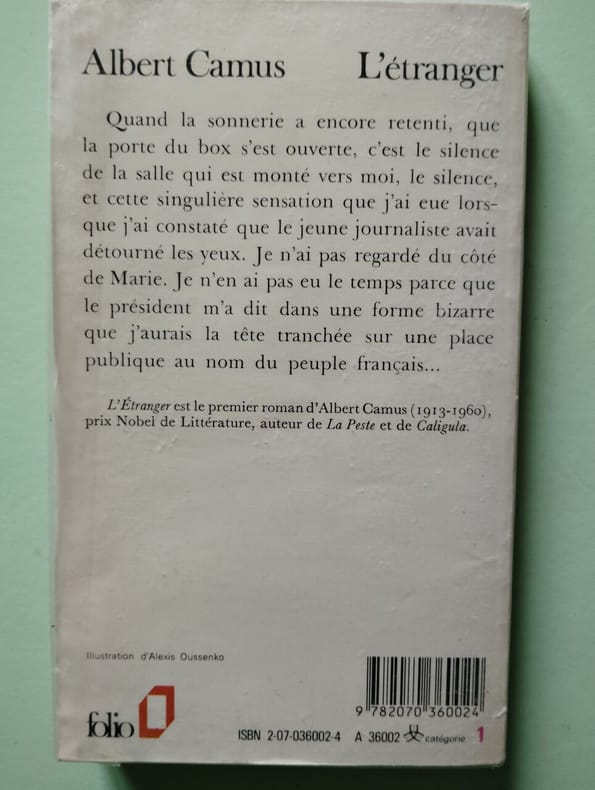 Albert Camus L'étranger
Quand la sonnerie a encore retenti, que
la porte du box s'est ouverte, c'est le silence
de la salle qui est monté vers moi, le silence,
et cette singulière sensation que j'ai eue lors-
que j'ai constaté que le jeune journaliste avait
détourné les yeux. Je n'ai pas regardé du côté
de Marie. Je n'en ai pas eu le temps parce que
le président m'a dit dans une forme bizarre
que j'aurais la tête tranchée sur une place
publique au nom du peuple français...
L'Étranger est le premier roman d'Albert Camus (1913-1960),
prix Nobel de Littérature, auteur de La Peste et de Caligula.
Illustration d'Alexis Oussenko
9 782070 360024
folio
ISBN 2-07-036002-4 A 36002 catégorie 1